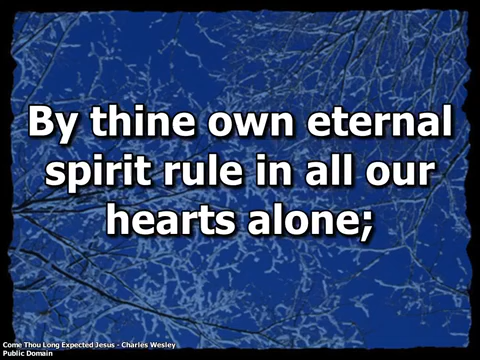 By thine own eternal
spirit rule in all our
hearts alone;
Come Thou Long Expected Jesus - Charles Wesley
Public Domain